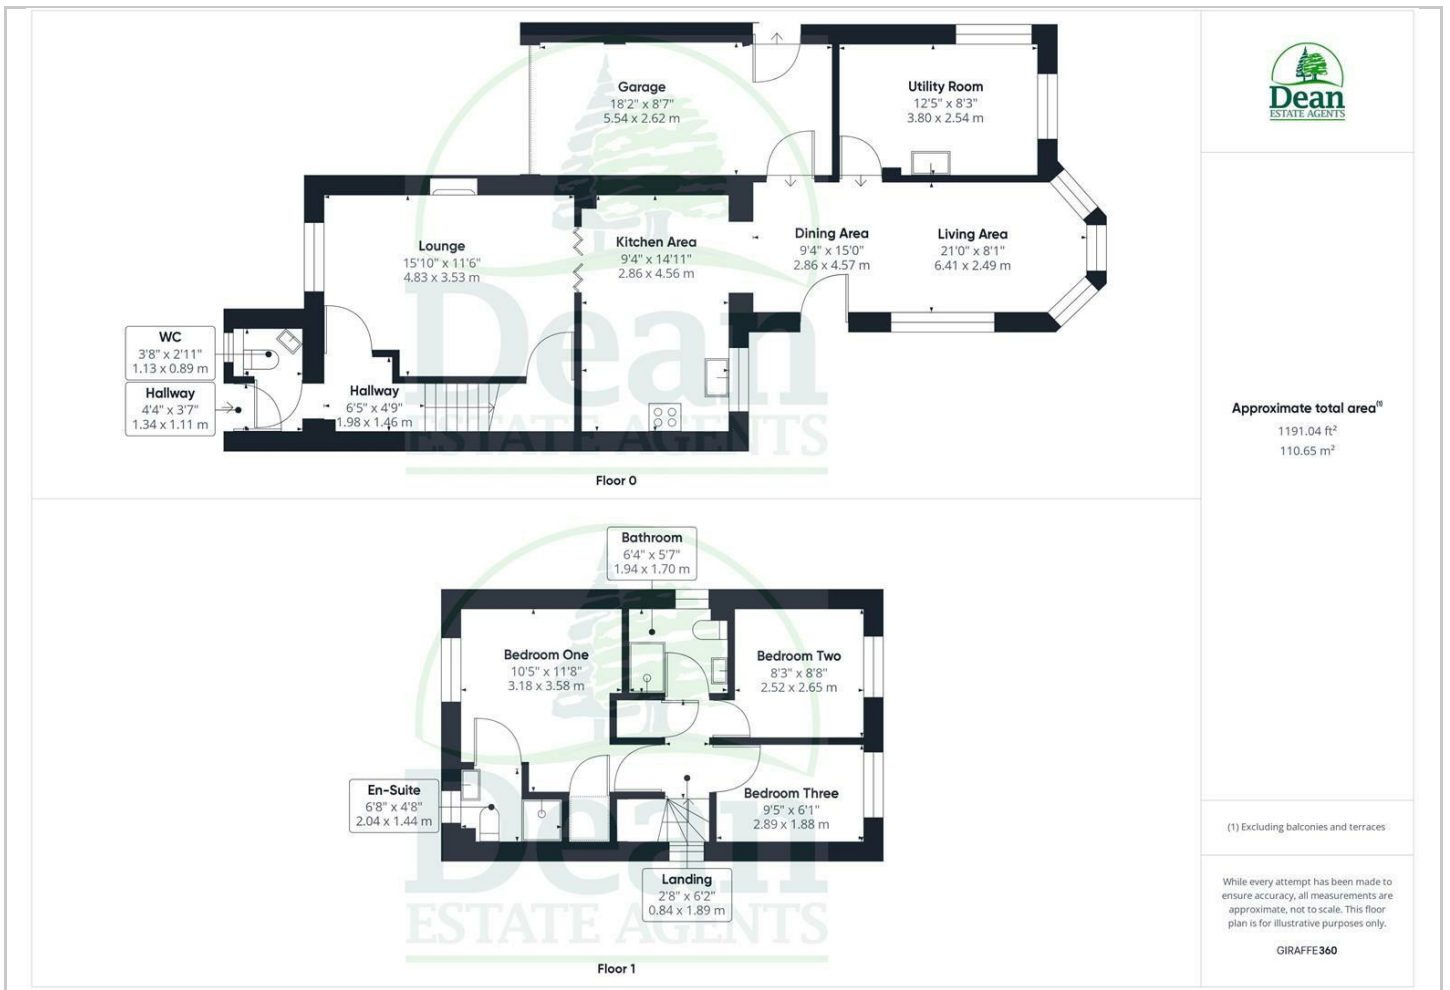 Garage
18'2" x 8'7"
5.54 x 2.62 m
Utility Room
12'5" x 8'3"
3.80 x 2.54 m
Lounge
15'10" x 11'6"
4.83 x 3.53 m
Kitchen Area
9'4" x 14'11"
2.86 x 4.56 m
Dining Area
9'4" x 15'0"
2.86 x 4.57 m
Living Area
21'0" x 8'1"
6.41 x 2.49 m
WC
3'8" x 2'11"
1.13 x 0.89 m
Hallway
4'4" x 3'7"
1.34 x 1.11 m
Hallway
6'5" x 4'9"
1.98 x 1.46 m
Dean
ESTATE AGENTS
Floor 0
Bathroom
6'4" x 5'7"
1.94 x 1.70 m
Bedroom One
10'5" x 11'8"
3.18 x 3.58 m
Bedroom Two
8'3" x 8'8"
2.52 x 2.65 m
En-Suite
6'8" x 4'8"
2.04 x 1.44 m
Bedroom Three
9'5" x 6'1"
2.89 x 1.88 m
Landing
2'8" x 6'2"
0.84 x 1.89 m
Dean
ESTATE AGENTS
Floor 1
Dean
ESTATE AGENTS
Approximate total area⁽¹⁾
1191.04 ft²
110.65 m²
(1) Excluding balconies and terraces
While every attempt has been made to
ensure accuracy, all measurements are
approximate, not to scale. This floor
plan is for illustrative purposes only.
GIRAFFE360